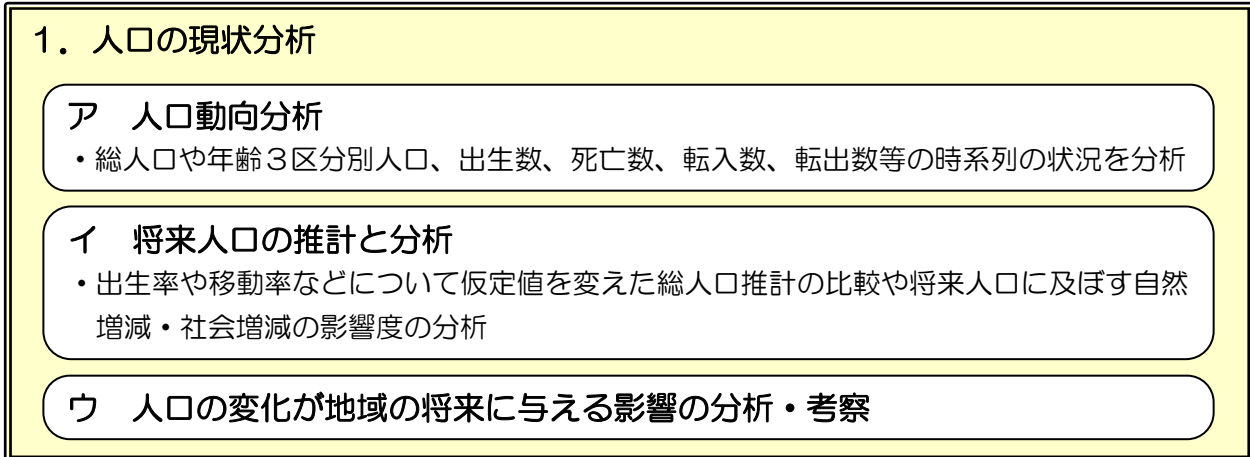 １．人口の現状分析
ア　人口動向分析
・総人口や年齢３区分別人口、出生数、死亡数、転入数、転出数等の時系列の状況を分析
イ　将来人口の推計と分析
・出生率や移動率などについて仮定値を変えた総人口推計の比較や将来人口に及ぼす自然
増減・社会増減の影響度の分析
ウ　人口の変化が地域の将来に与える影響の分析・考察